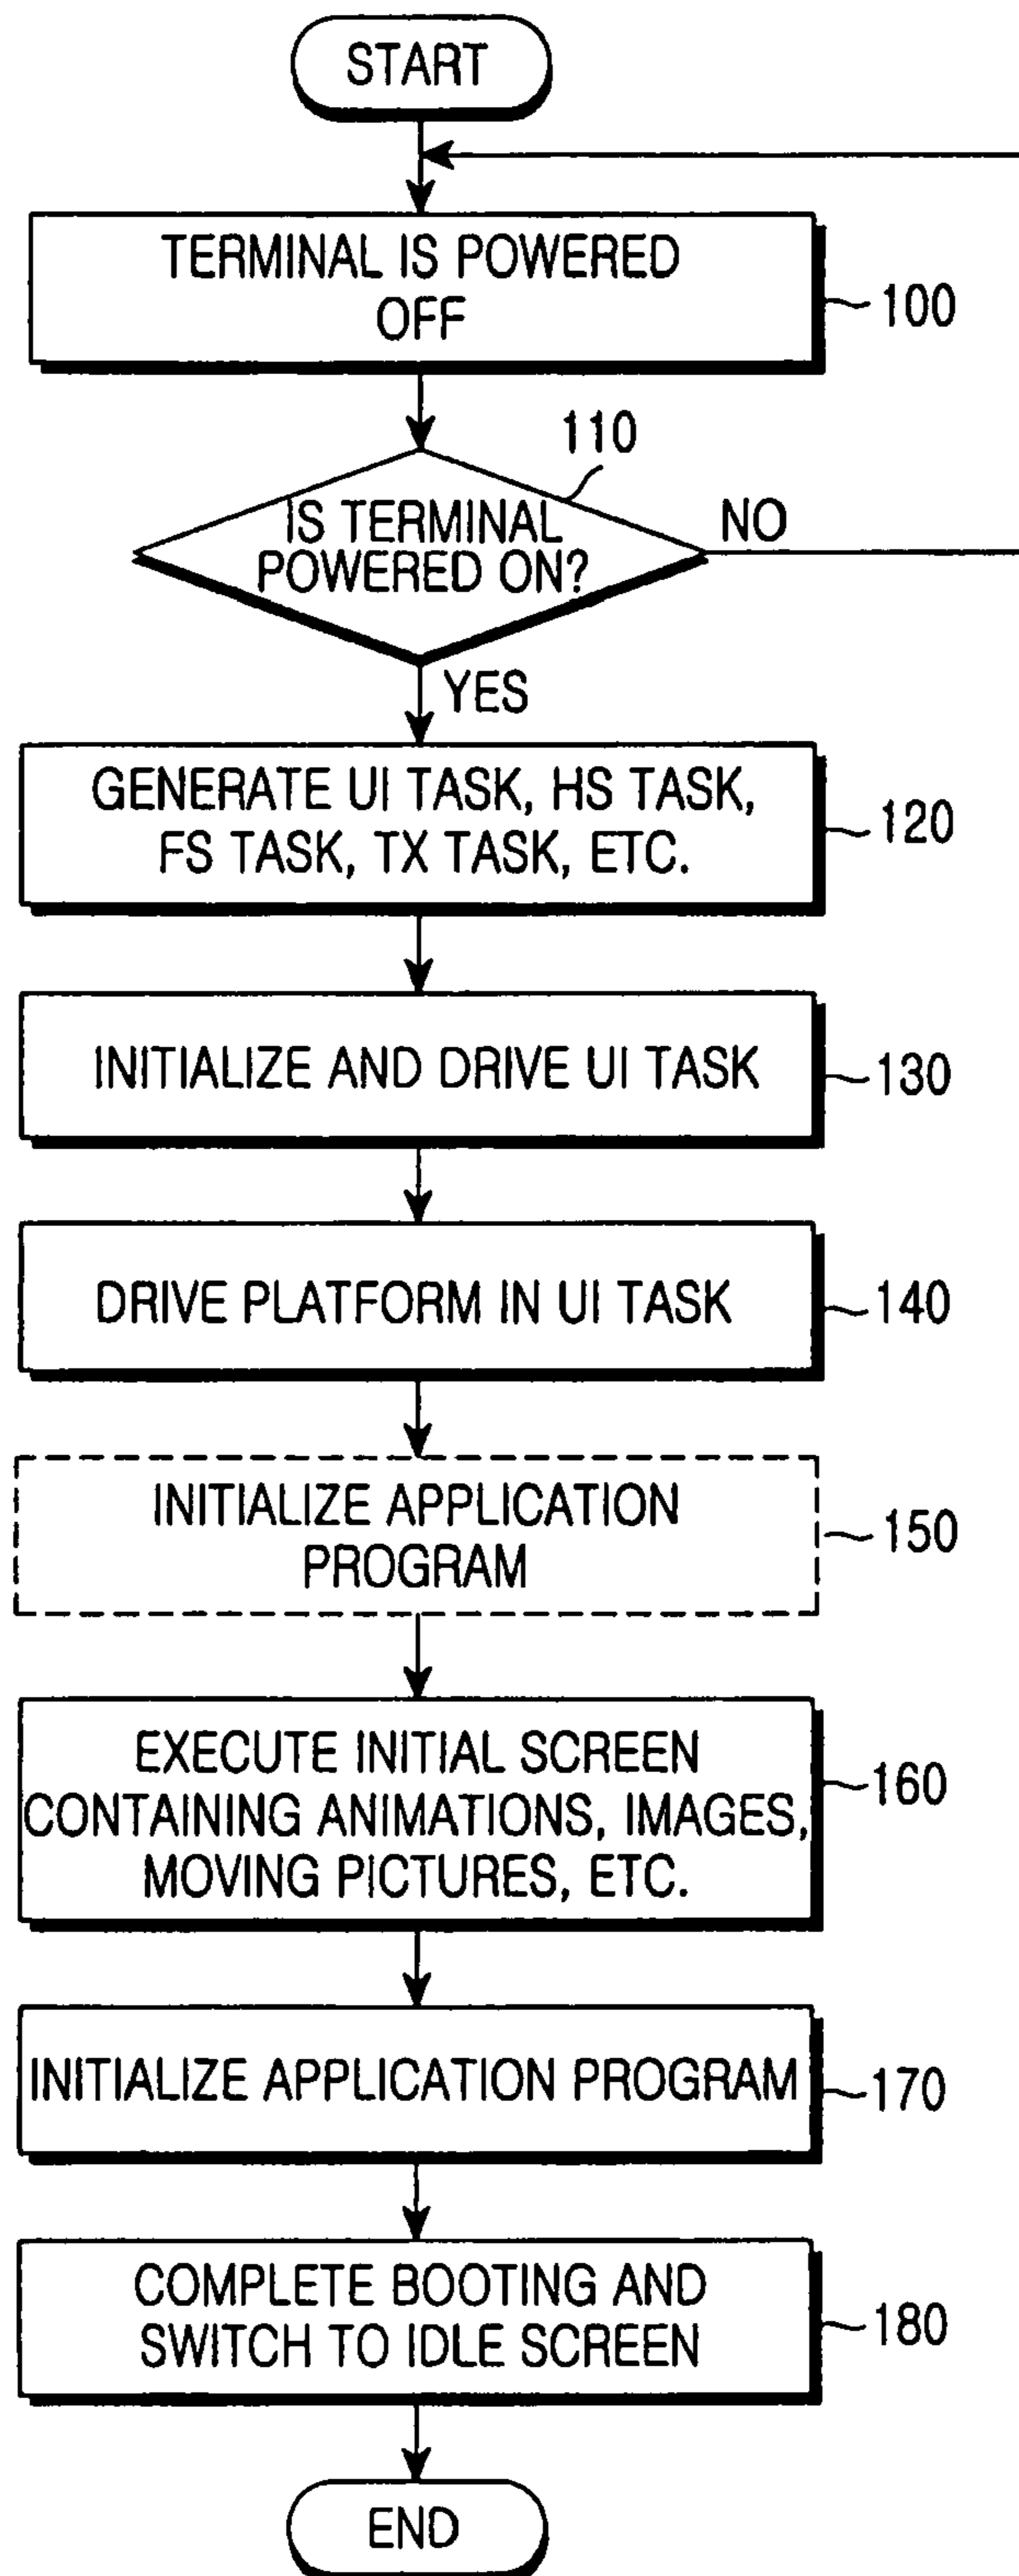 START
TERMINAL IS POWERED
OFF
100
110
IS TERMINAL
POWERED ON?
NO
YES
GENERATE UI TASK, HS TASK,
FS TASK, TX TASK, ETC.
120
INITIALIZE AND DRIVE UI TASK
130
DRIVE PLATFORM IN UI TASK
140
INITIALIZE APPLICATION
PROGRAM
150
EXECUTE INITIAL SCREEN
CONTAINING ANIMATIONS, IMAGES,
MOVING PICTURES, ETC.
160
INITIALIZE APPLICATION PROGRAM
170
COMPLETE BOOTING AND
SWITCH TO IDLE SCREEN
180
END